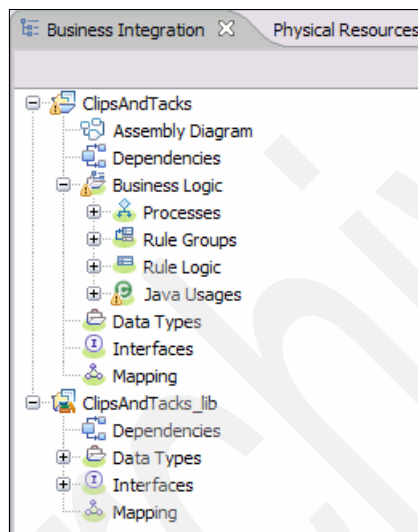 Business Integration Physical Resources
ClipsAndTacks
Assembly Diagram
Dependencies
Business Logic
Processes
Rule Groups
Rule Logic
Java Usages
Data Types
Interfaces
Mapping
ClipsAndTacks_lib
Dependencies
Data Types
Interfaces
Mapping